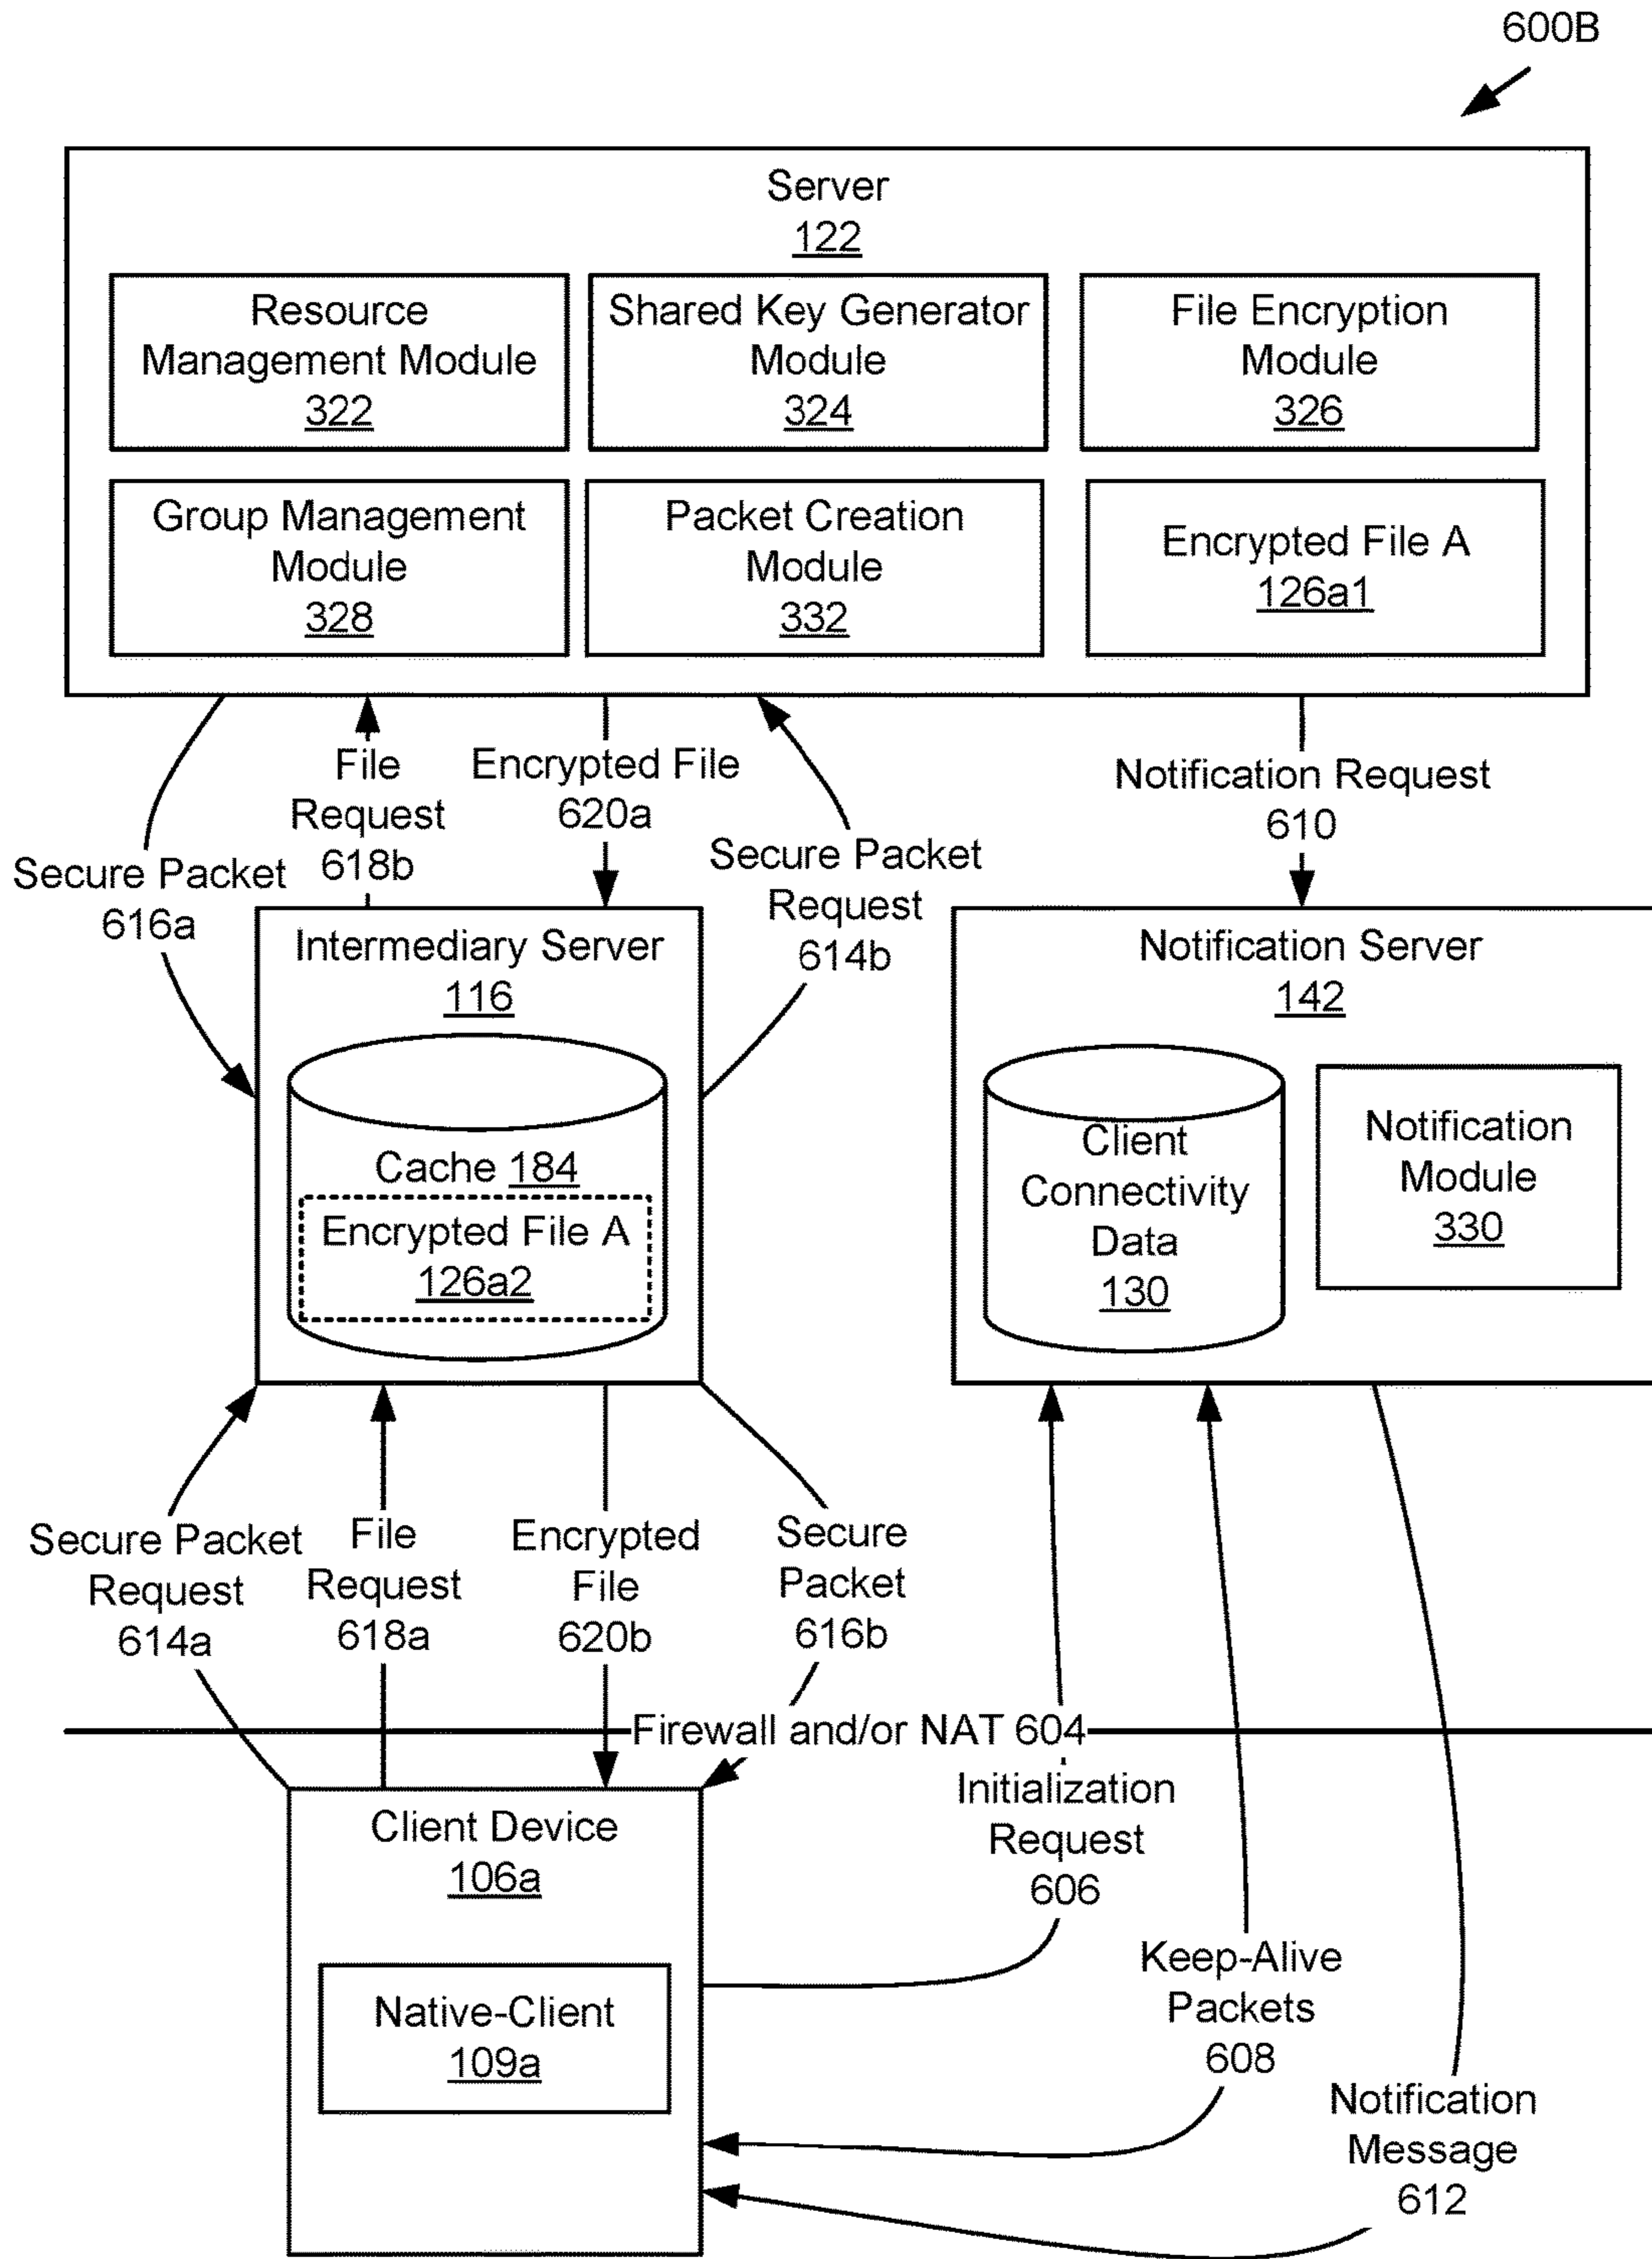 600B
Server
122
Resource
Management Module
322
Shared Key Generator
Module
324
File Encryption
Module
326
Group Management
Module
328
Packet Creation
Module
332
Encrypted File A
126a1
Secure Packet
616a
File
Request
618b
Encrypted File
620a
Secure Packet
Request
614b
Notification Request
610
Intermediary Server
116
Cache 184
Encrypted File A
126a2
Notification Server
142
Client
Connectivity
Data
130
Notification
Module
330
Secure Packet
Request
614a
File
Request
618a
Encrypted
File
620b
Secure
Packet
616b
Firewall and/or NAT 604
Client Device
106a
Native-Client
109a
Initialization
Request
606
Keep-Alive
Packets
608
Notification
Message
612